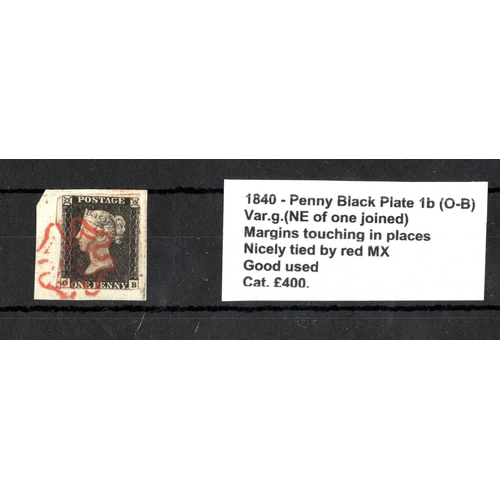 POSTAGE
O B
ONE PENNY
1840 - Penny Black Plate 1b (O-B)
Var.g.(NE of one joined)
Margins touching in places
Nicely tied by red MX
Good used
Cat. £400.